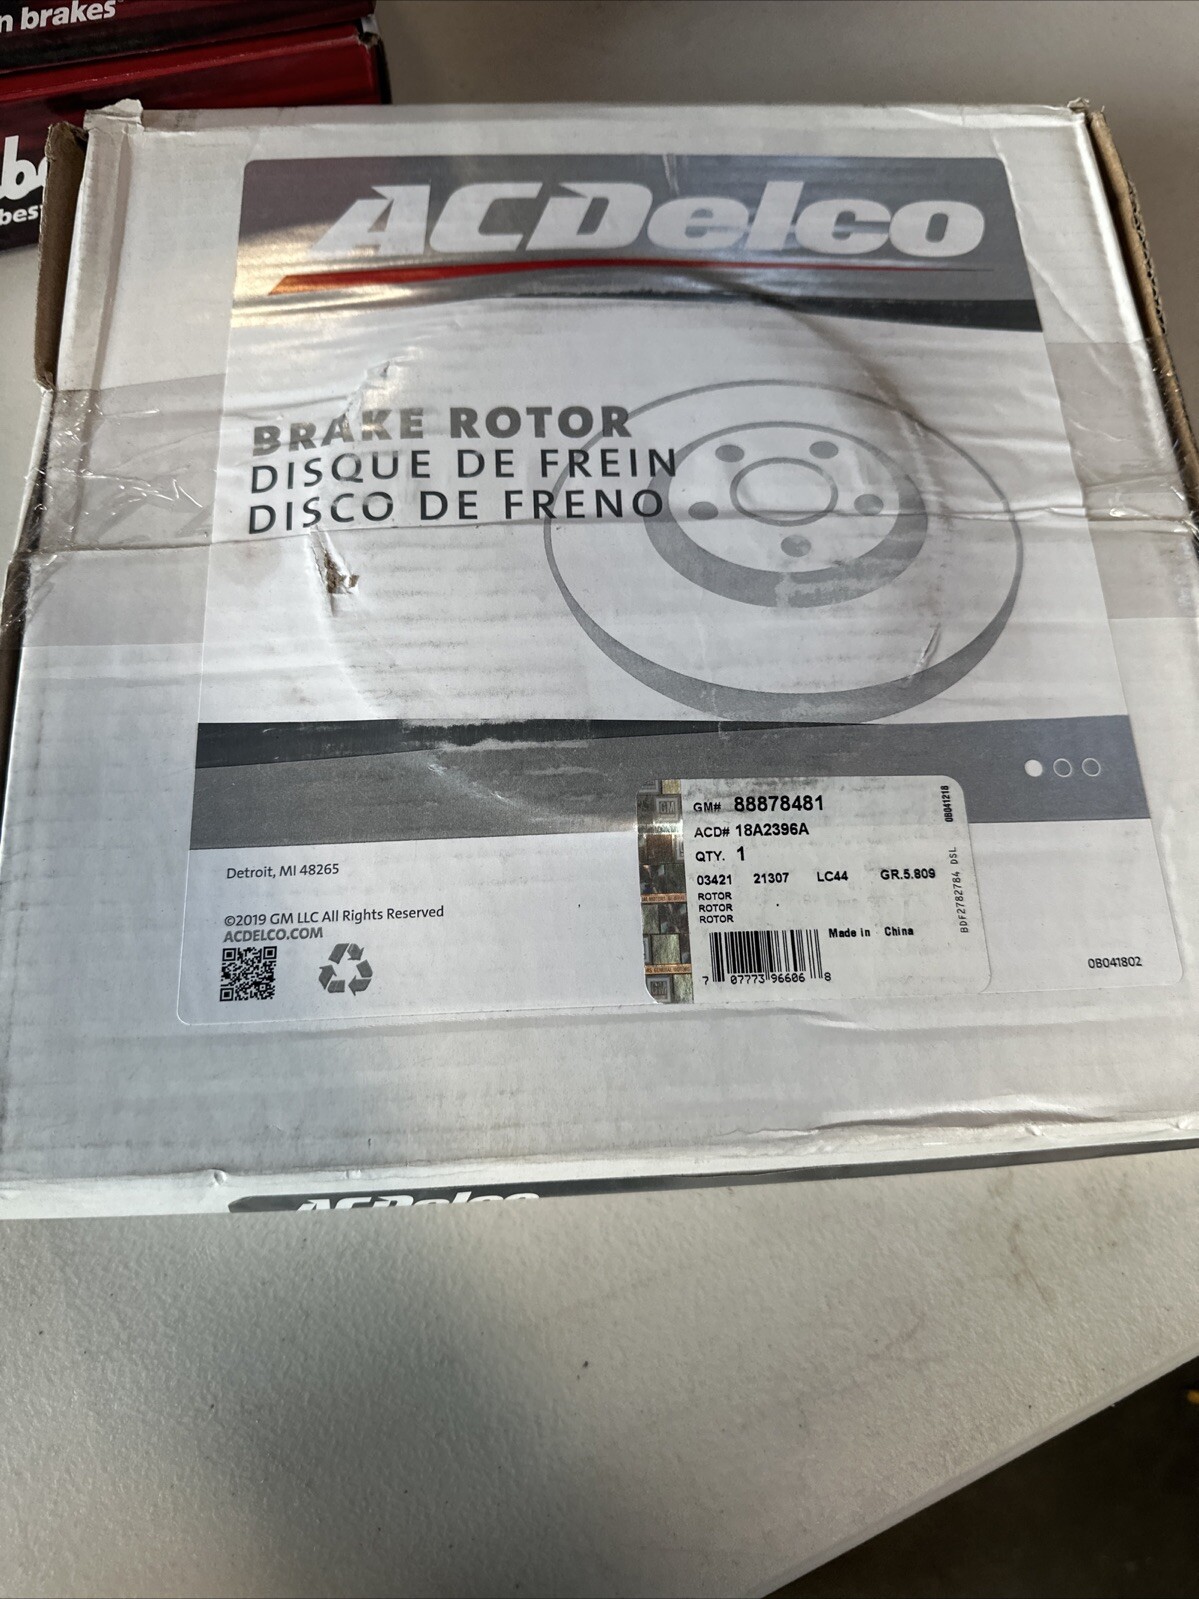 n brakes
best
ACDelco
BRAKE ROTOR
DISQUE DE FREIN
DISCO DE FRENO
GM# 88878481
ACD# 18A2396A
QTY. 1
03421 21307 LC44 GR.5.809
ROTOR
ROTOR
ROTOR
Made in China
7 07773 96606 8
0B041218
BDF2782784 DSL
0B041802
Detroit, MI 48265
©2019 GM LLC All Rights Reserved
ACDELCO.COM
ACDelco